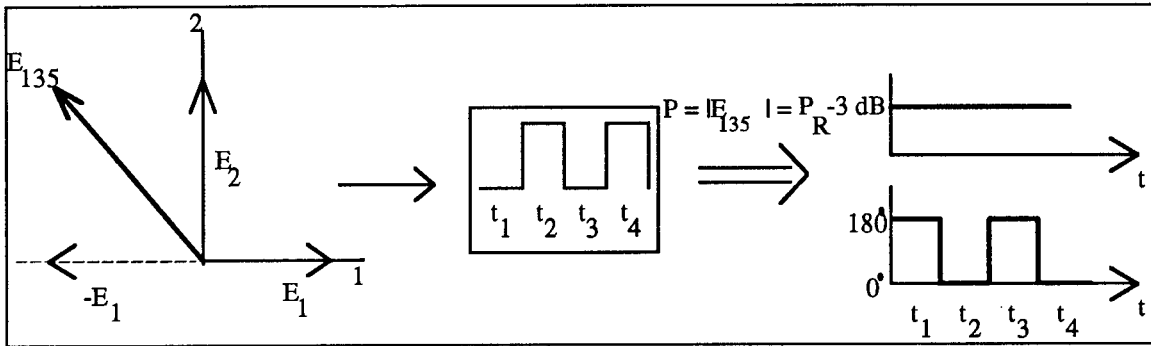 2
E135
E2
-E1
E1
1
t1 t2 t3 t4
P = |E135 | = PR-3 dB
t
180°
0°
t1 t2 t3 t4
t